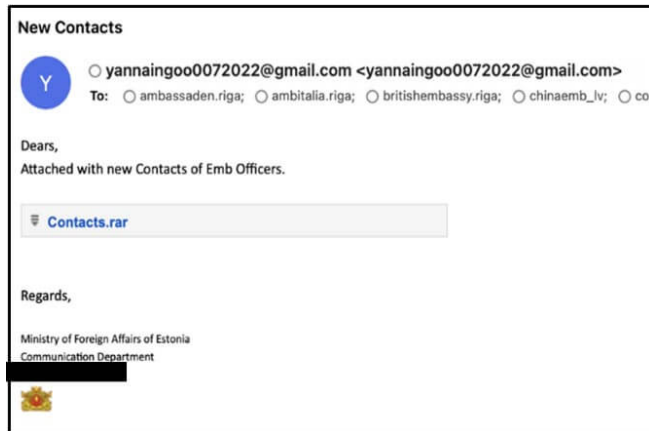 New Contacts
Y
yannaingoo0072022@gmail.com <yannaingoo0072022@gmail.com>
To: ambassaden.riga; ambitalia.riga; britishembassy.riga; chinaemb_lv; co
Dears,
Attached with new Contacts of Emb Officers.
Contacts.rar
Regards,
Ministry of Foreign Affairs of Estonia
Communication Department